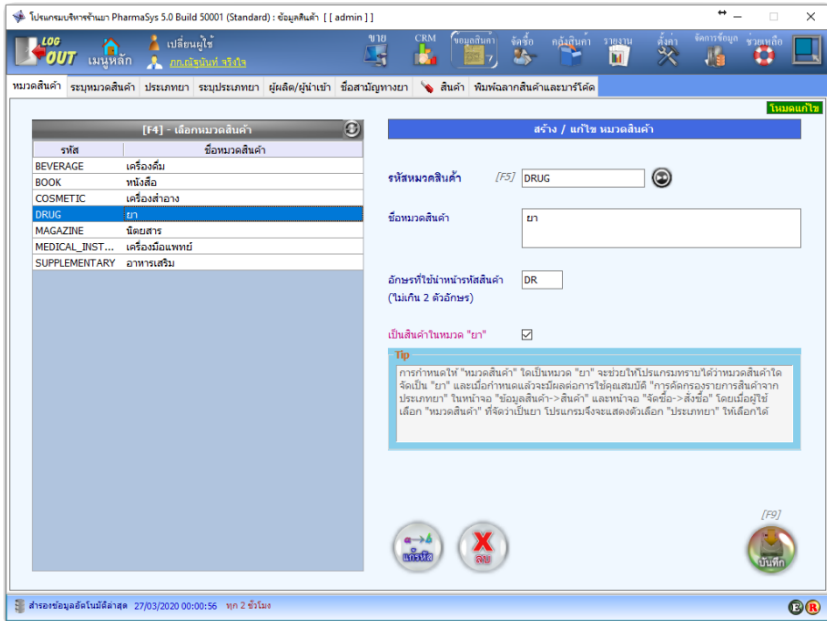 โปรแกรมบริหารร้านยา PharmaSys 5.0 Build 50001 (Standard) : ข้อมูลสินค้า [ [ admin ] ]
LOG OUT
เมนูหลัก
เปลี่ยนผู้ใช้
ขาย
CRM
ข้อมูลสินค้า
จัดซื้อ
คลังสินค้า
รายงาน
ตั้งค่า
จัดการข้อมูล
ช่วยเหลือ
หมวดสินค้า ระบุหมวดสินค้า ประเภทยา ระบุประเภทยา ผู้ผลิต/ผู้นำเข้า ชื่อสามัญทางยา สินค้า พิมพ์ฉลากสินค้าและบาร์โค้ด
โหมดแก้ไข
[F4] - เลือกหมวดสินค้า
รหัส ชื่อหมวดสินค้า
BEVERAGE เครื่องดื่ม
BOOK หนังสือ
COSMETIC เครื่องสำอาง
DRUG ยา
MAGAZINE นิตยสาร
MEDICAL_INST... เครื่องมือแพทย์
SUPPLEMENTARY อาหารเสริม
สร้าง / แก้ไข หมวดสินค้า
รหัสหมวดสินค้า [F5] DRUG
ชื่อหมวดสินค้า ยา
อักษรที่ใช้นำหน้ารหัสสินค้า DR
(ไม่เกิน 2 ตัวอักษร)
เป็นสินค้าในหมวด "ยา"
Tip
การกำหนดให้ "หมวดสินค้า" ใดเป็นหมวด "ยา" จะช่วยให้โปรแกรมทราบได้ว่าหมวดสินค้าใด
จัดเป็น "ยา" และเมื่อกำหนดแล้วจะมีผลต่อการใช้คุณสมบัติ "การคัดกรองรายการสินค้าจาก
ประเภทยา" ในหน้าจอ "ข้อมูลสินค้า->สินค้า" และหน้าจอ "จัดซื้อ->สั่งซื้อ" โดยเมื่อผู้ใช้
เลือก "หมวดสินค้า" ที่จัดว่าเป็นยา โปรแกรมจึงจะแสดงตัวเลือก "ประเภทยา" ให้เลือกได้
[F9]
แก้รหัส
ลบ
บันทึก
สำรองข้อมูลอัตโนมัติล่าสุด 27/03/2020 00:00:56 ทุก 2 ชั่วโมง
E R